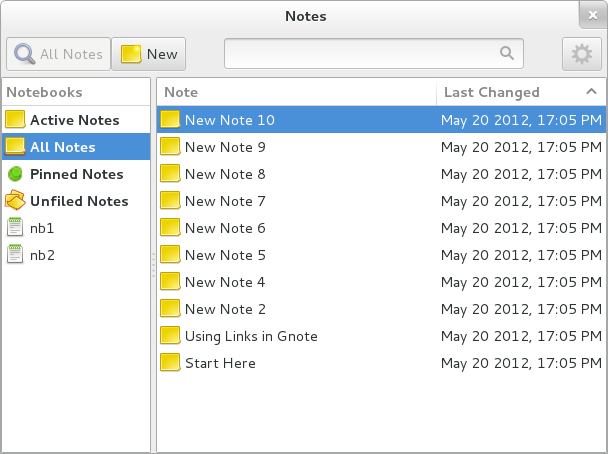 Notes
All Notes New
Notebooks
Active Notes
All Notes
Pinned Notes
Unfiled Notes
nb1
nb2
Note Last Changed
New Note 10 May 20 2012, 17:05 PM
New Note 9 May 20 2012, 17:05 PM
New Note 8 May 20 2012, 17:05 PM
New Note 7 May 20 2012, 17:05 PM
New Note 6 May 20 2012, 17:05 PM
New Note 5 May 20 2012, 17:05 PM
New Note 4 May 20 2012, 17:05 PM
New Note 2 May 20 2012, 17:05 PM
Using Links in Gnote May 20 2012, 17:05 PM
Start Here May 20 2012, 17:05 PM